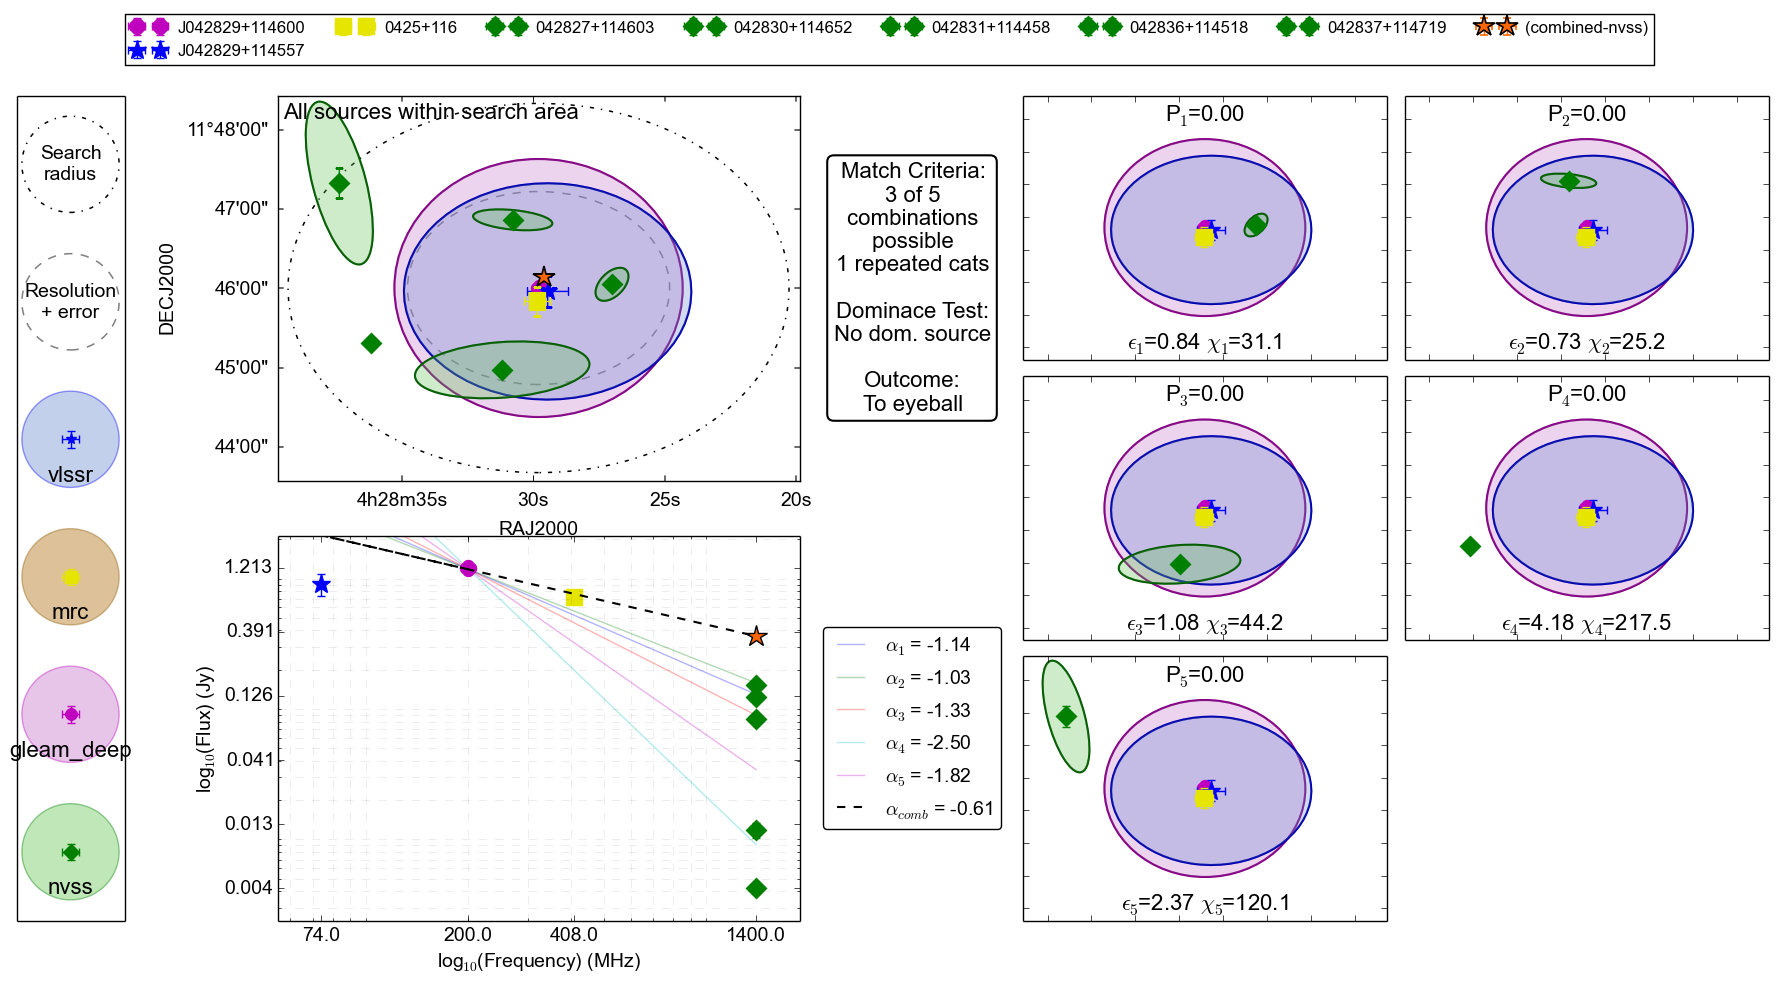 J042829+114600
0425+116
042827+114603
042830+114652
042831+114458
042836+114518
042837+114719
(combined-nvss)
J042829+114557
Search
radius
Resolution
+ error
vlssr
mrc
gleam_deep
nvss
All sources within search area
DECJ2000
11°48'00"
47'00"
46'00"
45'00"
44'00"
4h28m35s
30s
25s
20s
RAJ2000
Match Criteria:
3 of 5
combinations
possible
1 repeated cats
Dominace Test:
No dom. source
Outcome:
To eyeball
log10(Flux) (Jy)
1.213
0.391
0.126
0.041
0.013
0.004
74.0
200.0
408.0
1400.0
log10(Frequency) (MHz)
α1 = -1.14
α2 = -1.03
α3 = -1.33
α4 = -2.50
α5 = -1.82
αcomb = -0.61
P1=0.00
ϵ1=0.84 χ1=31.1
P2=0.00
ϵ2=0.73 χ2=25.2
P3=0.00
ϵ3=1.08 χ3=44.2
P4=0.00
ϵ4=4.18 χ4=217.5
P5=0.00
ϵ5=2.37 χ5=120.1